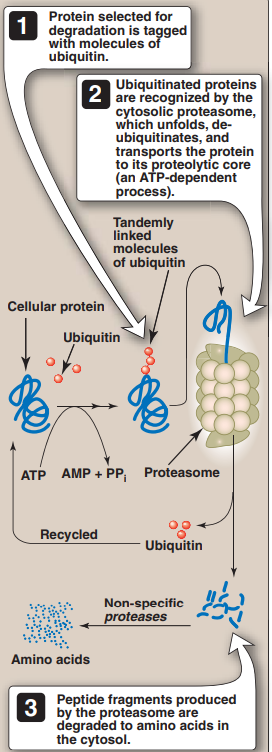 1
Protein selected for
degradation is tagged
with molecules of
ubiquitin.
2
Ubiquitinated proteins
are recognized by the
cytosolic proteasome,
which unfolds, de-
ubiquitinates, and
transports the protein
to its proteolytic core
(an ATP-dependent
process).
Tandemly
linked
molecules
of ubiquitin
Cellular protein
Ubiquitin
ATP
AMP + PPi
Proteasome
Recycled
Ubiquitin
Non-specific
proteases
Amino acids
3
Peptide fragments produced
by the proteasome are
degraded to amino acids in
the cytosol.